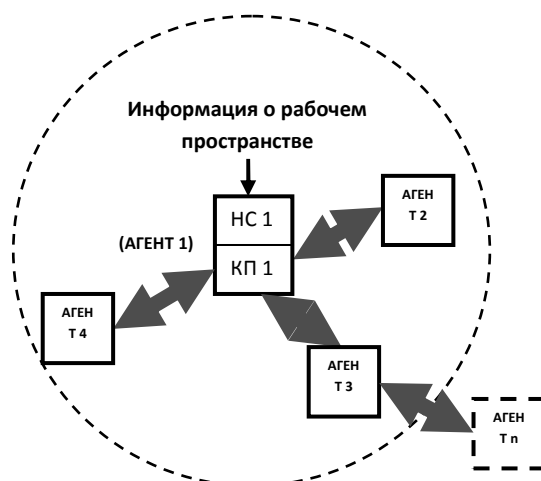 Информация о рабочем
пространстве
НС 1
АГЕН
Т 2
(АГЕНТ 1)
КП 1
АГЕН
Т 4
АГЕН
Т 3
АГЕН
Т n